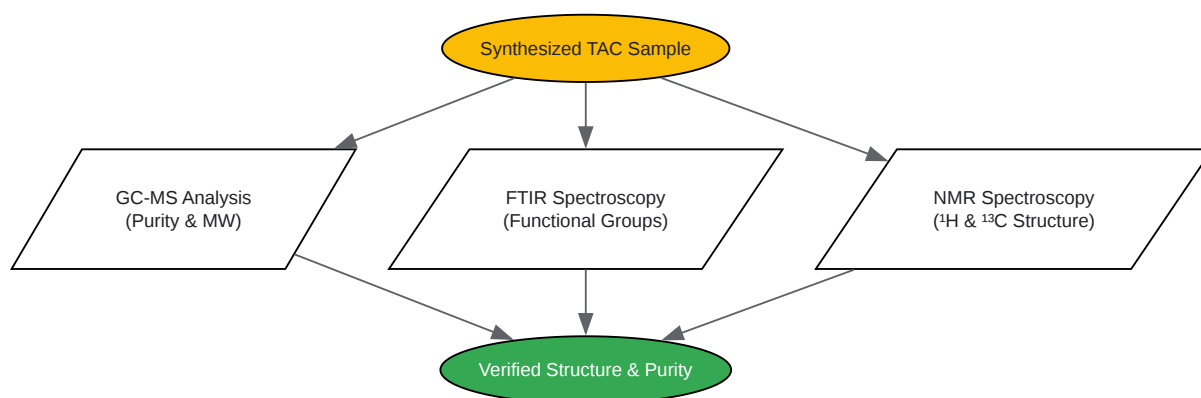 Synthesized TAC Sample
GC-MS Analysis
(Purity & MW)
FTIR Spectroscopy
(Functional Groups)
NMR Spectroscopy
(¹H & ¹³C Structure)
Verified Structure & Purity